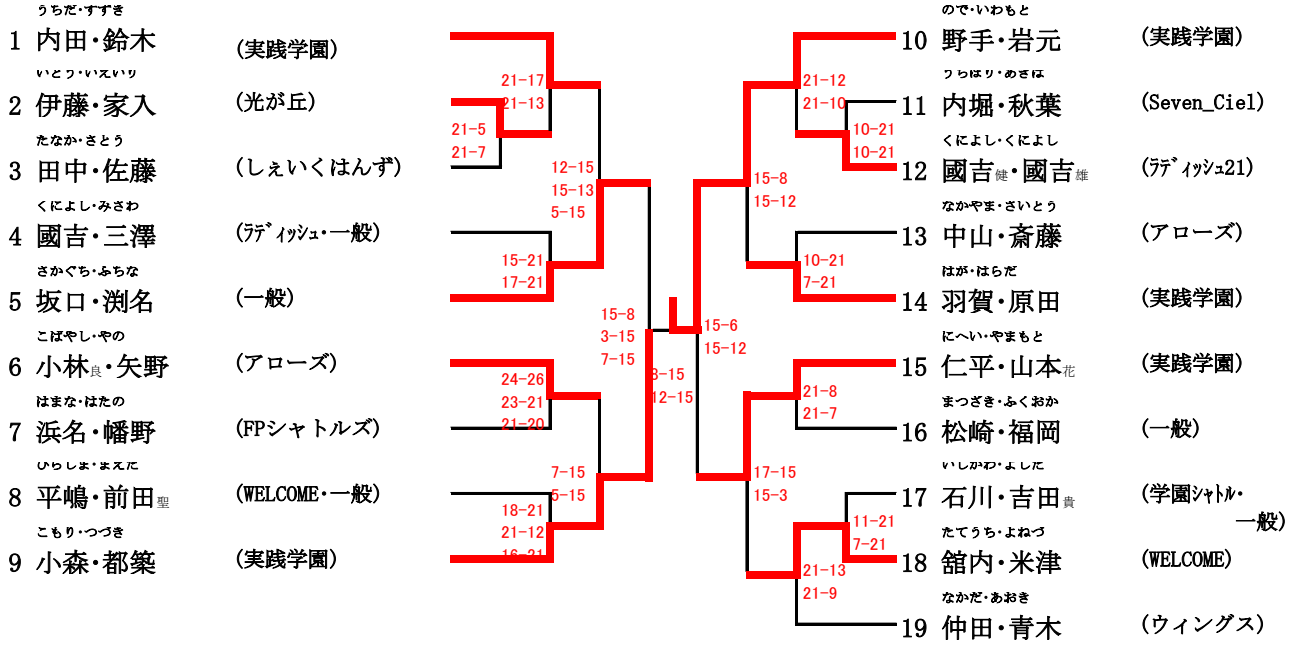 うちだ・すずき
1 内田・鈴木 (実践学園)
いとう・いえいり
2 伊藤・家入 (光が丘)
たなか・さとう
3 田中・佐藤 (しぇいくはんず)
くによし・みさわ
4 國吉・三澤 (ﾗﾃﾞｨｯｼｭ・一般)
さかぐち・ふちな
5 坂口・渕名 (一般)
こばやし・やの
6 小林良・矢野 (アローズ)
はまな・はたの
7 浜名・幡野 (FPシャトルズ)
ひらしま・まえだ
8 平嶋・前田聖 (WELCOME・一般)
こもり・つづき
9 小森・都築 (実践学園)
21-17
21-13
21-5
21-7
12-15
15-13
5-15
15-21
17-21
15-8
3-15
7-15
24-26
23-21
21-20
7-15
5-15
18-21
21-12
16-21
8-15
12-15
15-6
15-12
21-12
21-10
10-21
10-21
15-8
15-12
10-21
7-21
21-8
21-7
17-15
15-3
11-21
7-21
21-13
21-9
ので・いわもと
10 野手・岩元 (実践学園)
うちぼり・あきば
11 内堀・秋葉 (Seven_Ciel)
くによし・くによし
12 國吉健・國吉雄 (ﾗﾃﾞｨｯｼｭ21)
なかやま・さいとう
13 中山・斎藤 (アローズ)
はが・はらだ
14 羽賀・原田 (実践学園)
にへい・やまもと
15 仁平・山本花 (実践学園)
まつざき・ふくおか
16 松崎・福岡 (一般)
いしかわ・よしだ
17 石川・吉田貴 (学園ｼｬﾄﾙ・
一般)
たてうち・よねづ
18 舘内・米津 (WELCOME)
なかだ・あおき
19 仲田・青木 (ウィングス)